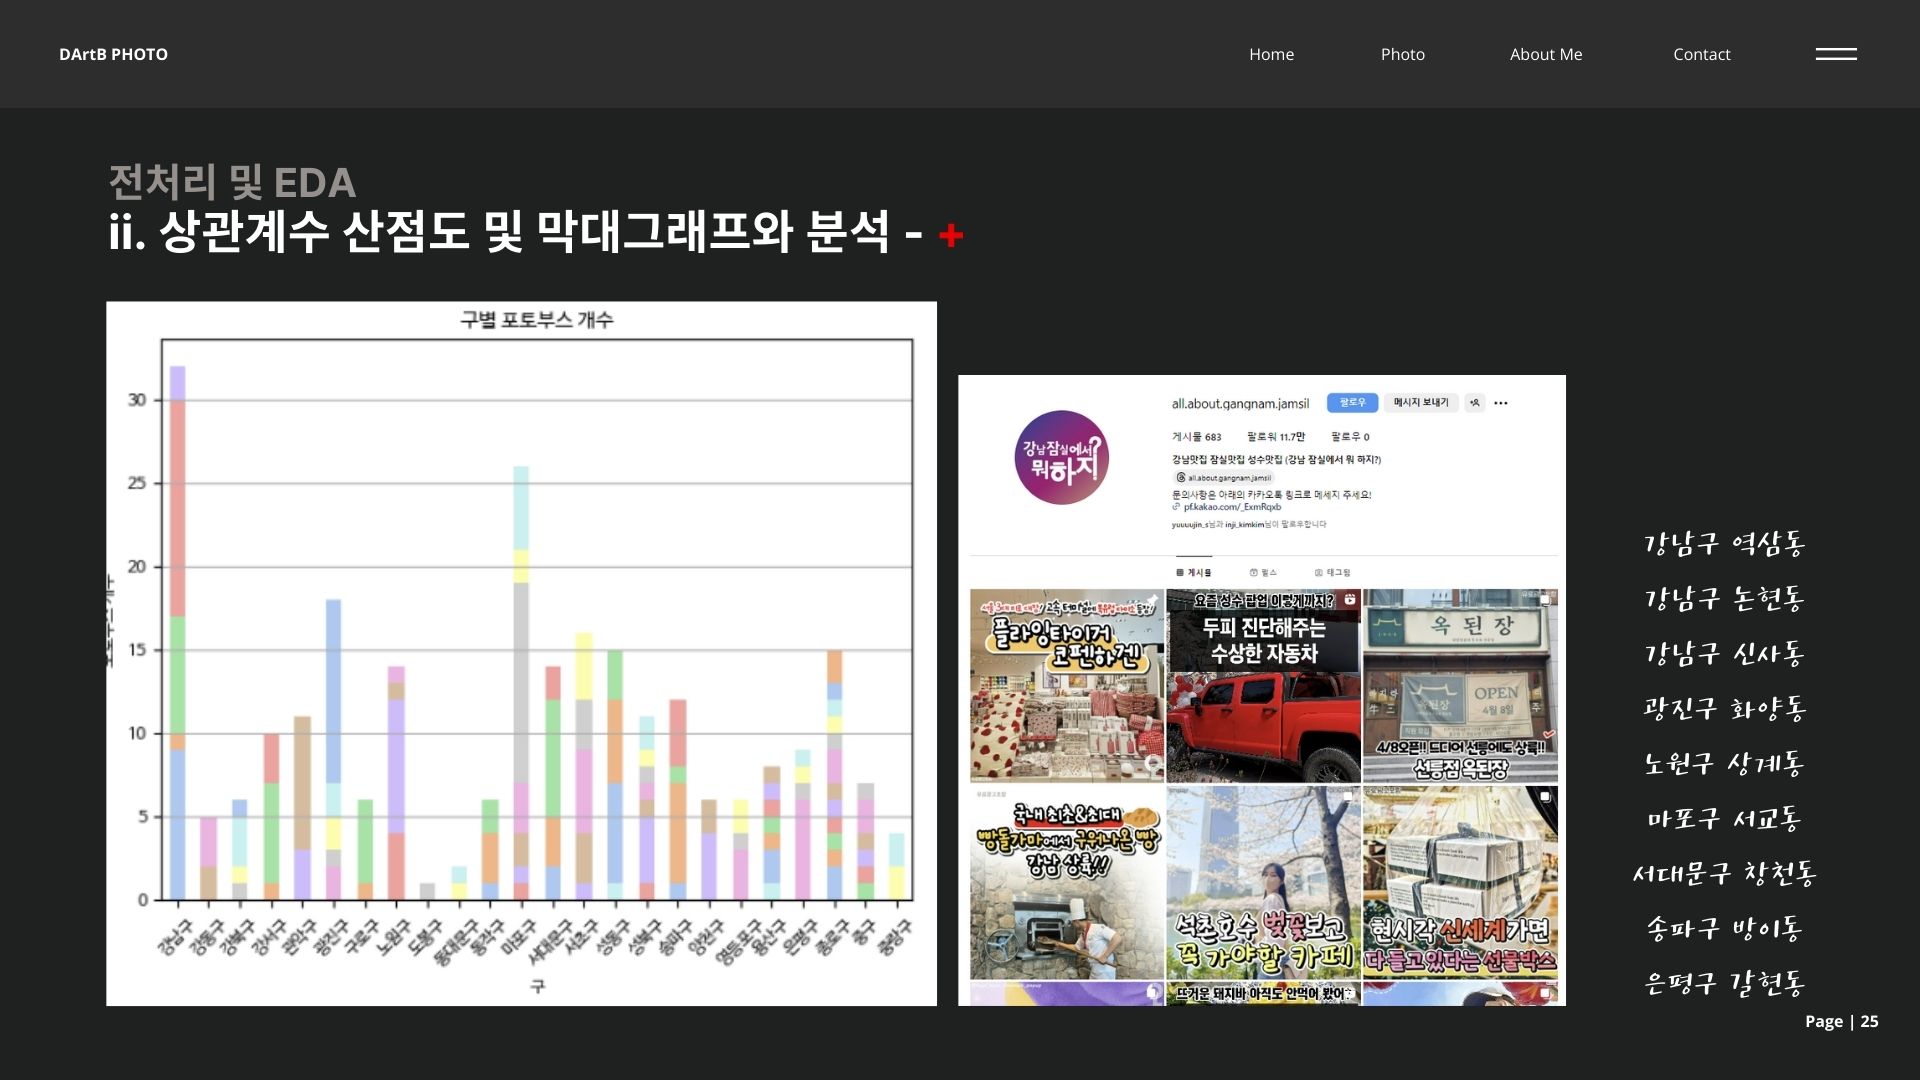 DArtB PHOTO
Home
Photo
About Me
Contact
전처리 및 EDA
ii. 상관계수 산점도 및 막대그래프와 분석 - +
구별 포토부스 개수
30
25
20
15
10
5
0
강남구
강동구
강북구
강서구
관악구
광진구
구로구
노원구
도봉구
동대문구
동작구
마포구
서대문구
서초구
성동구
성북구
송파구
양천구
영등포구
용산구
은평구
종로구
중구
중랑구
구
강남잠실에서?
뭐하지
all.about.gangnam.jamsil
팔로우
메시지 보내기
게시물 683
팔로워 11.7만
팔로우 0
강남맛집 잠실맛집 성수맛집 (강남 잠실에서 뭐 하지?)
all.about.gangnam.jamsil
문의사항은 아래의 카카오톡 링크로 메세지 주세요!
pf.kakao.com/_ExmRqxb
yuuuujin_s님과 inji_kimkim님이 팔로우합니다
게시물
릴스
태그됨
플라잉타이거
코펜하겐
요즘 성수 팝업 이렇게까지?
두피 진단해주는
수상한 자동차
옥된장
옥된장
OPEN
4월 8일
4/8오픈!! 드디어 선릉에도 상륙!!
선릉점 옥된장
국내 최초&최대
빵돌가마에서 구워나온 빵
강남 상륙!!
석촌호수 벚꽃보고
꼭 가야할 카페
현시각 신세계가면
다들고있다는 선물박스
뜨거운 돼지바 아직도 안먹어 봤어?
강남구 역삼동
강남구 논현동
강남구 신사동
광진구 화양동
노원구 상계동
마포구 서교동
서대문구 창천동
송파구 방이동
은평구 갈현동
Page | 25